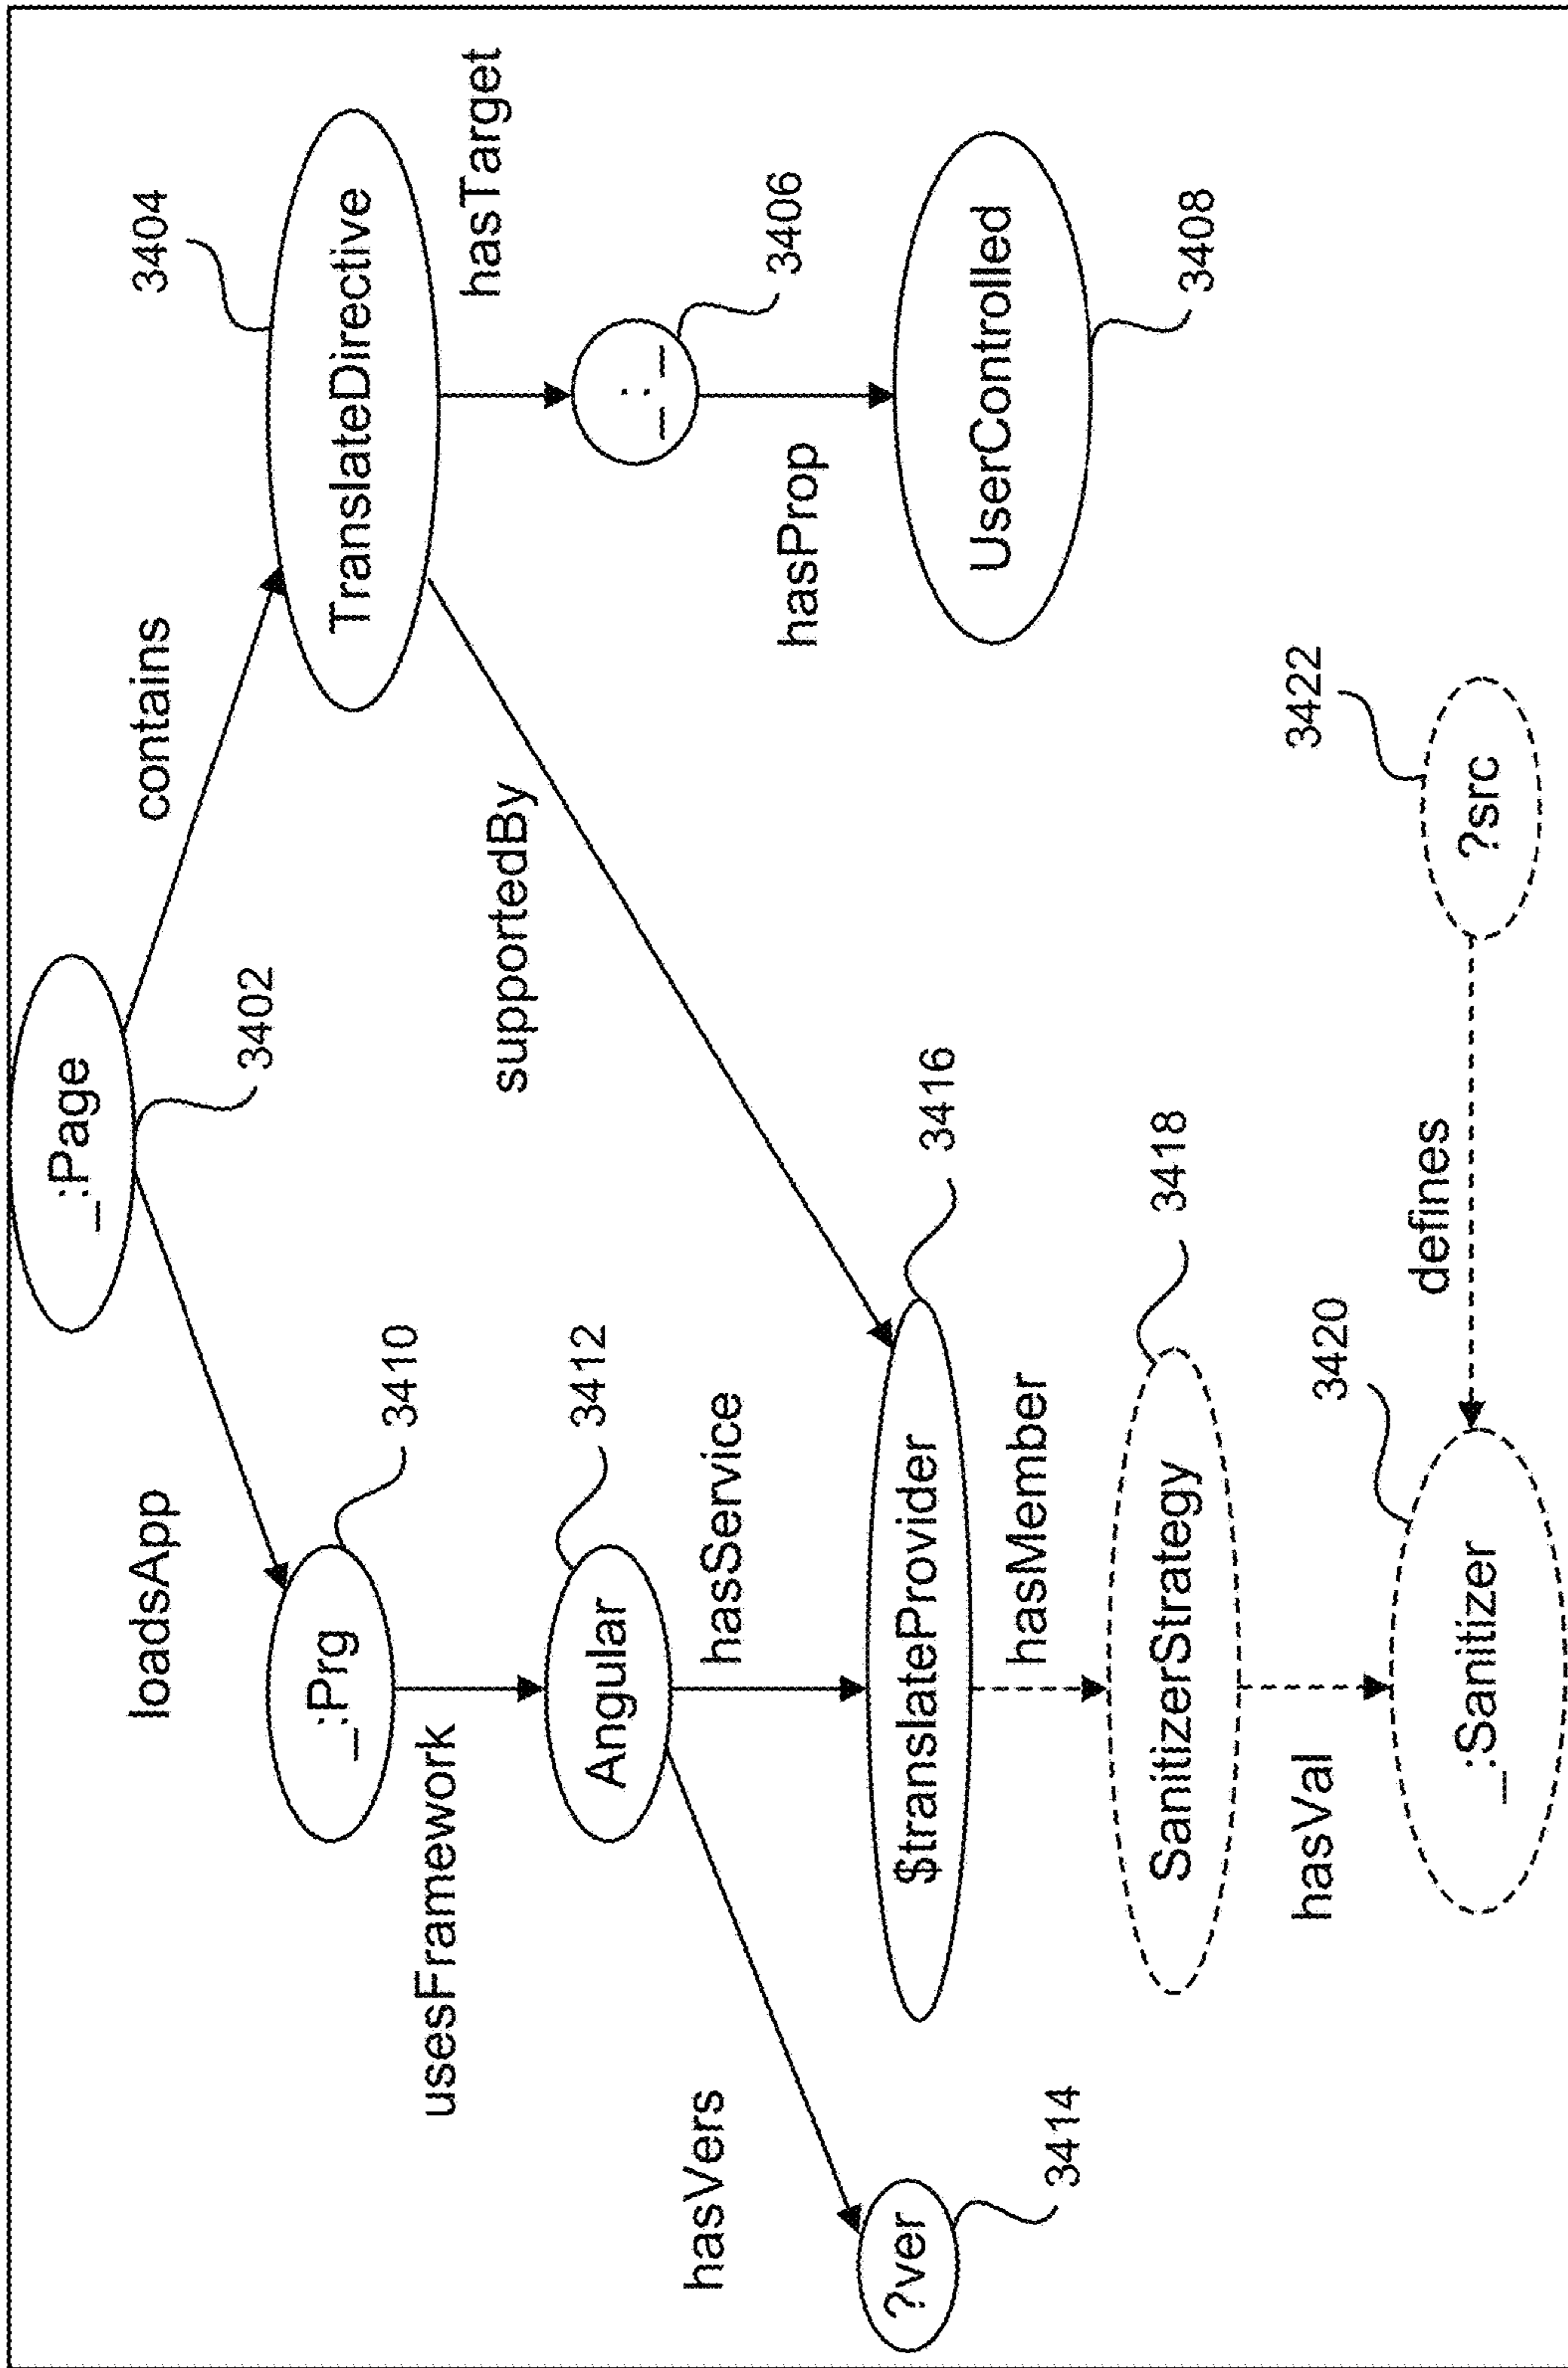 _:Page
3402
loadsApp
contains
_:Prg
3410
TranslateDirective
3404
usesFramework
supportedBy
hasTarget
Angular
3412
_:_
3406
hasVers
hasService
hasProp
?ver
3414
$translateProvider
3416
UserControlled
3408
hasMember
SanitizerStrategy
3418
hasVal
_:Sanitizer
3420
defines
?src
3422